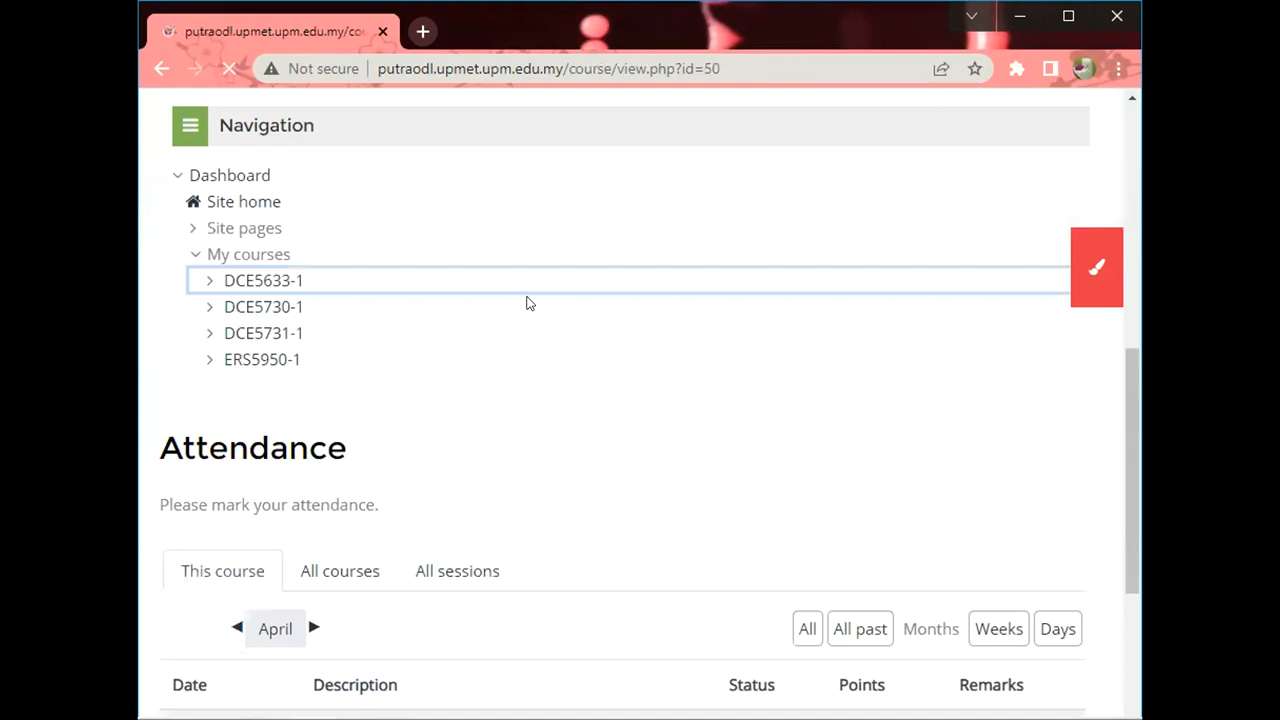 putraodl.upmet.upm.edu.my/co
Not secure putraodl.upmet.upm.edu.my/course/view.php?id=50
Navigation
Dashboard
Site home
Site pages
My courses
DCE5633-1
DCE5730-1
DCE5731-1
ERS5950-1
Attendance
Please mark your attendance.
This course All courses All sessions
April All All past Months Weeks Days
Date Description Status Points Remarks